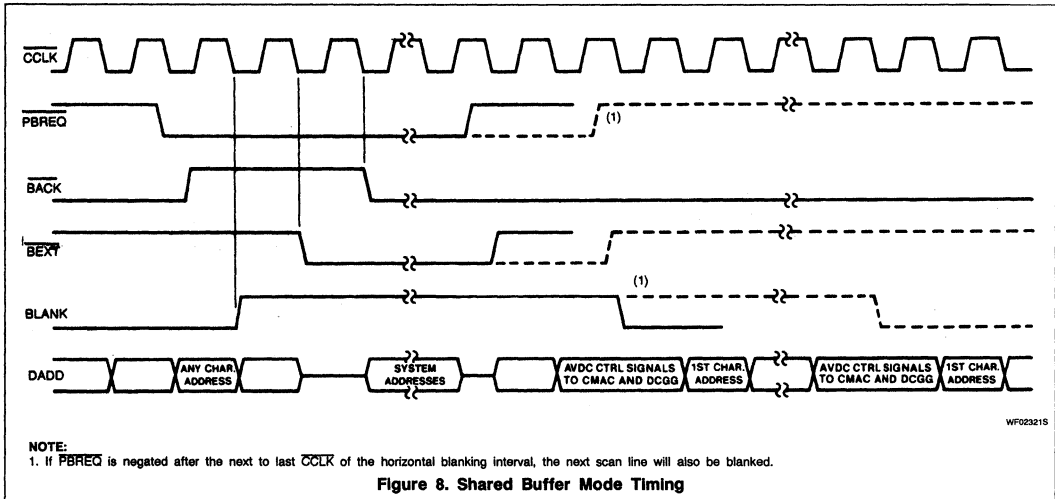 CCLK
PBREQ
(1)
BACK
BEXT
(1)
BLANK
DADD
ANY CHAR.
ADDRESS
SYSTEM
ADDRESSES
AVDC CTRL SIGNALS
TO CMAC AND DCGG
1ST CHAR.
ADDRESS
AVDC CTRL SIGNALS
TO CMAC AND DCGG
1ST CHAR.
ADDRESS
WF02321S
NOTE:
1. If PBREQ is negated after the next to last CCLK of the horizontal blanking interval, the next scan line will also be blanked.
Figure 8. Shared Buffer Mode Timing